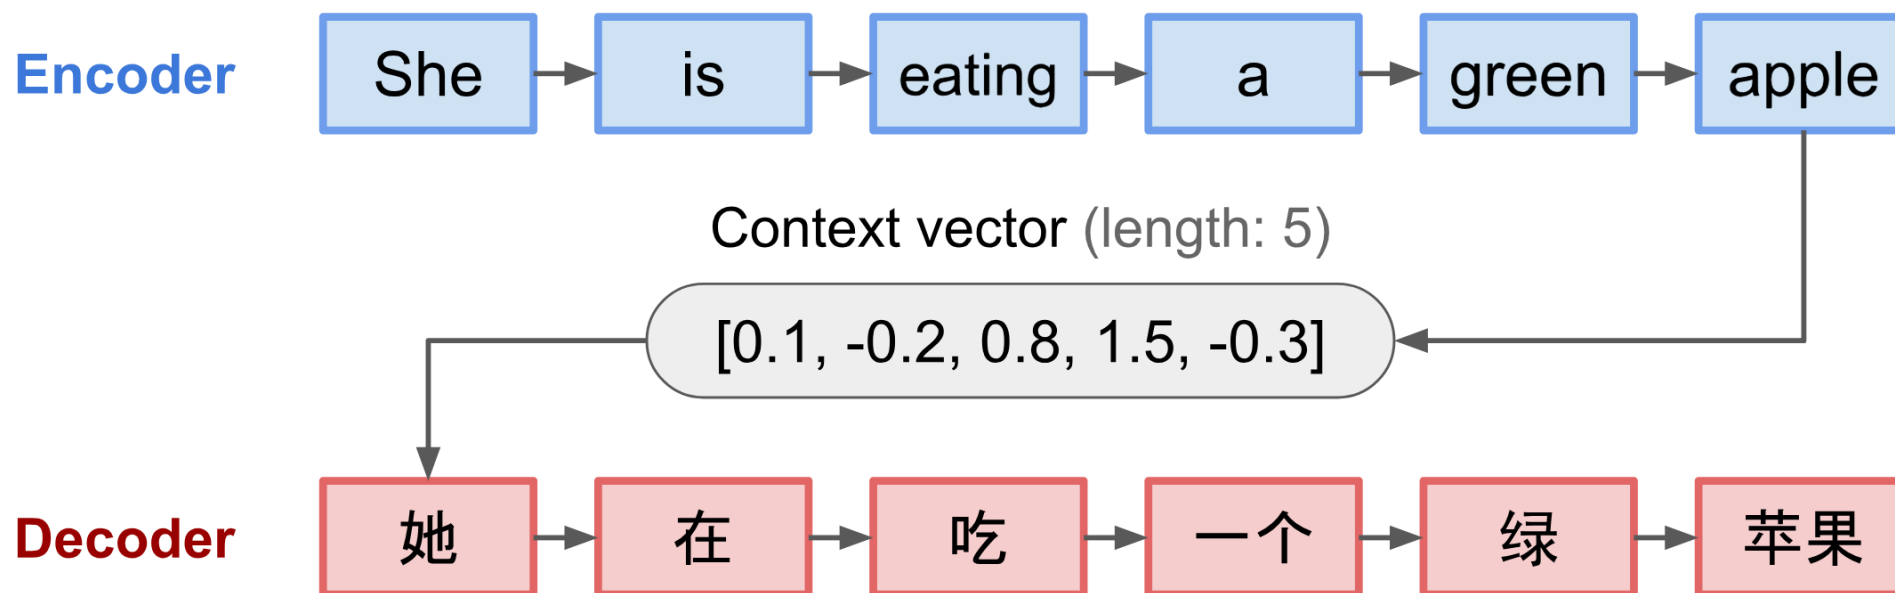 Encoder She is eating a green apple
Context vector (length: 5)
[0.1, -0.2, 0.8, 1.5, -0.3]
Decoder 她 在 吃 一个 绿 苹果